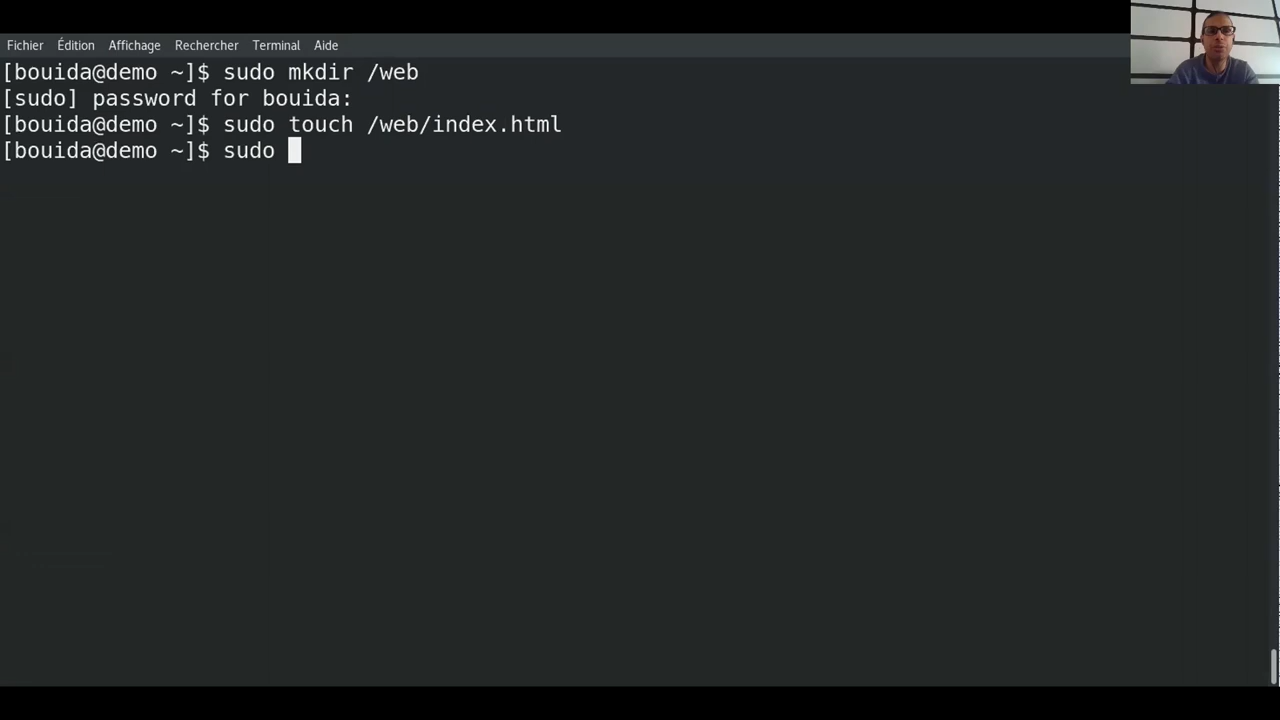 Fichier Édition Affichage Rechercher Terminal Aide
[bouida@demo ~]$ sudo mkdir /web
[sudo] password for bouida:
[bouida@demo ~]$ sudo touch /web/index.html
[bouida@demo ~]$ sudo